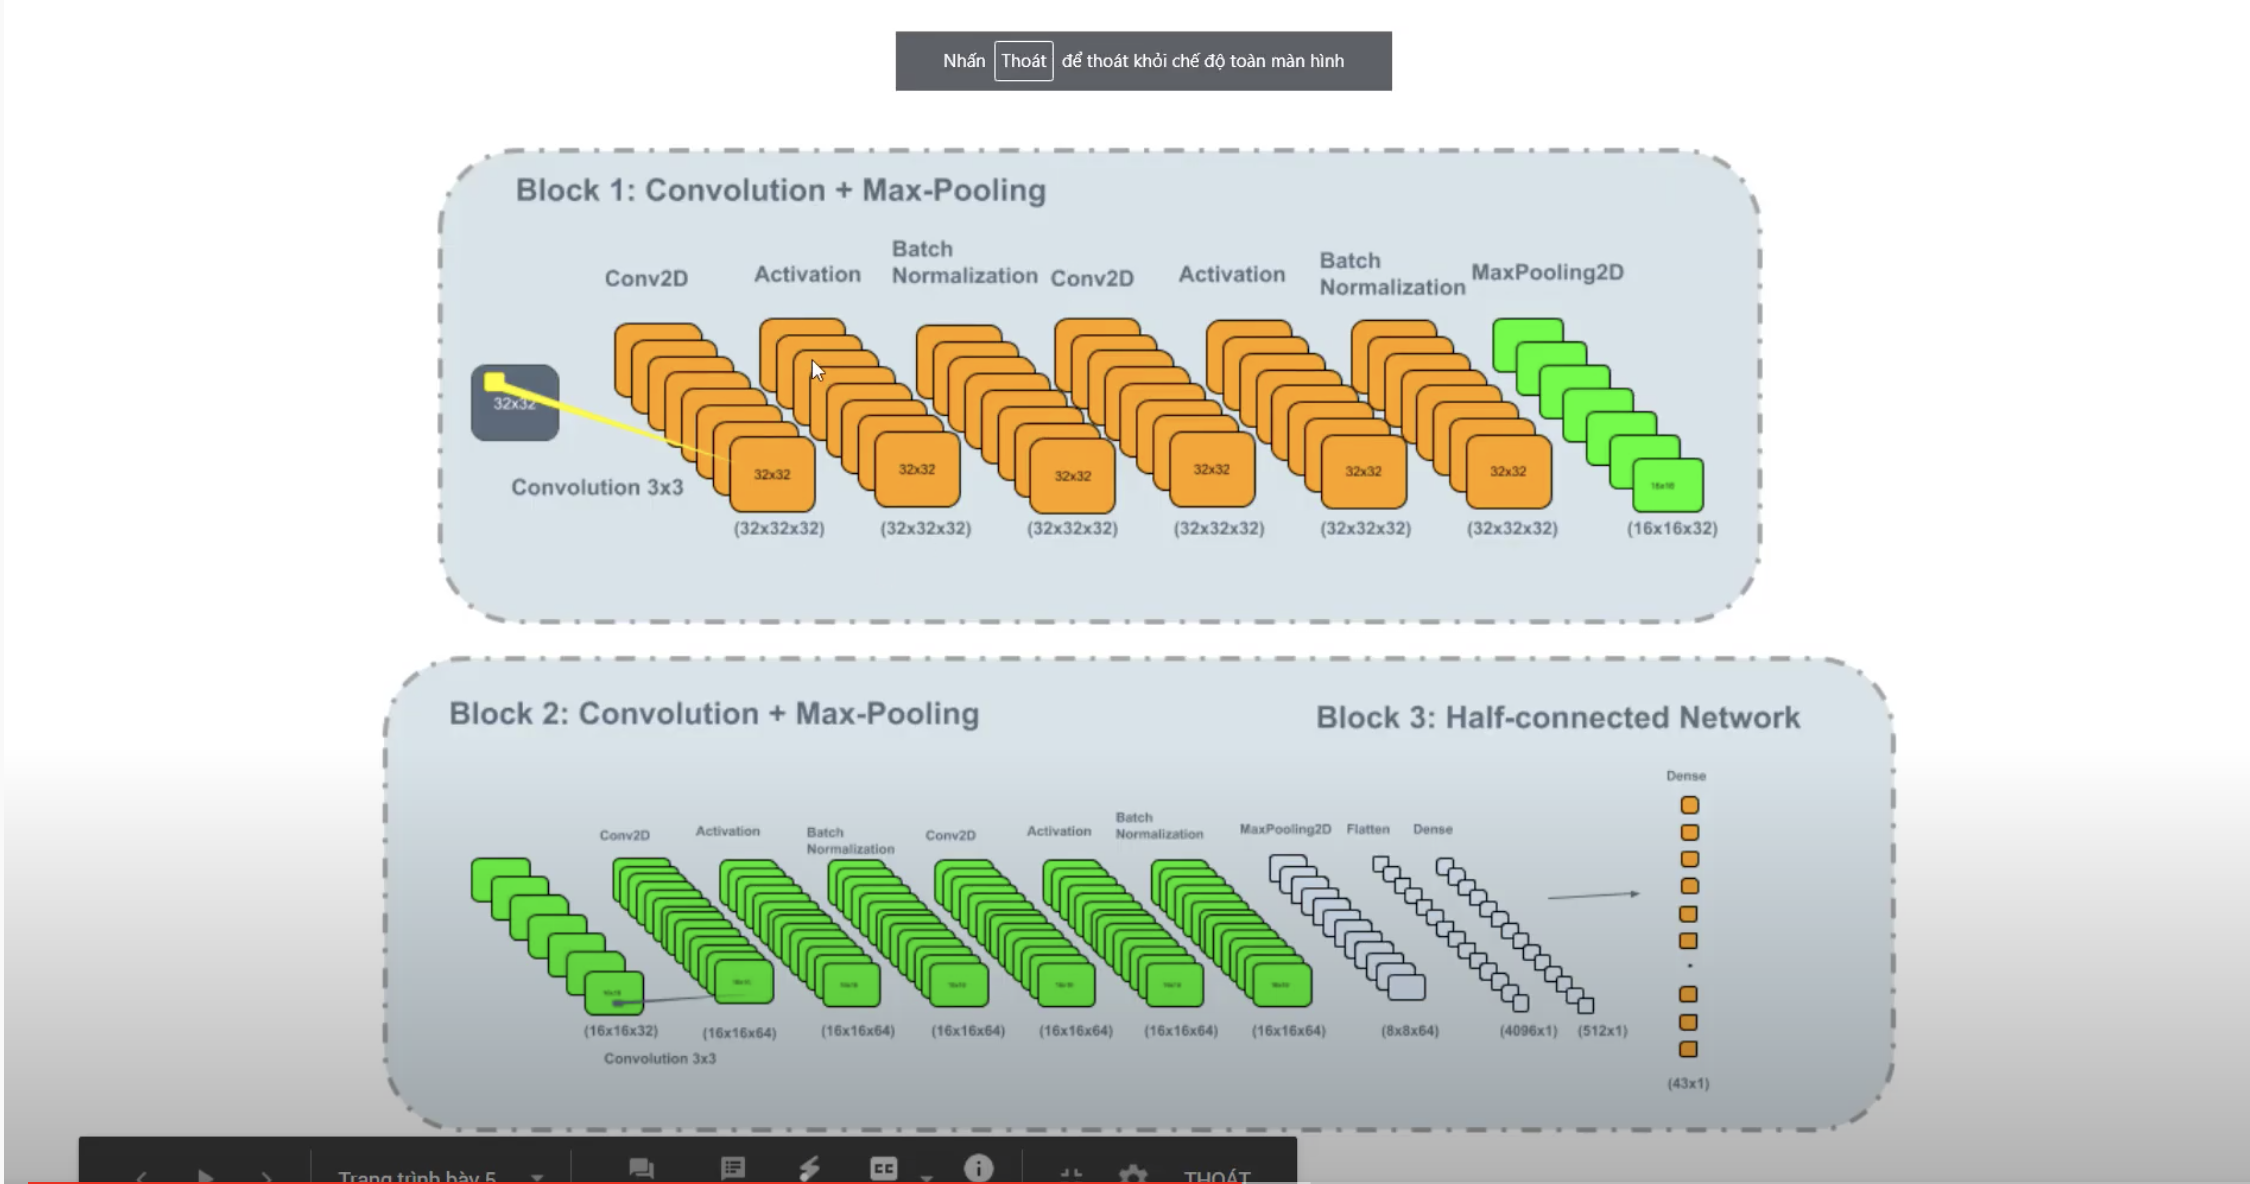 Nhấn Thoát để thoát khỏi chế độ toàn màn hình
Block 1: Convolution + Max-Pooling
Conv2D
Activation
Batch
Normalization
Conv2D
Activation
Batch
Normalization
MaxPooling2D
32x32
Convolution 3x3
32x32
32x32
32x32
32x32
32x32
32x32
16x16
(32x32x32)
(32x32x32)
(32x32x32)
(32x32x32)
(32x32x32)
(32x32x32)
(16x16x32)
Block 2: Convolution + Max-Pooling
Block 3: Half-connected Network
Dense
Conv2D
Activation
Batch
Normalization
Conv2D
Activation
Batch
Normalization
MaxPooling2D
Flatten
Dense
(16x16x32)
(16x16x64)
(16x16x64)
(16x16x64)
(16x16x64)
(16x16x64)
(16x16x64)
(8x8x64)
(4096x1)
(512x1)
Convolution 3x3
(43x1)
Trang trình bày 5
CC
THOÁT